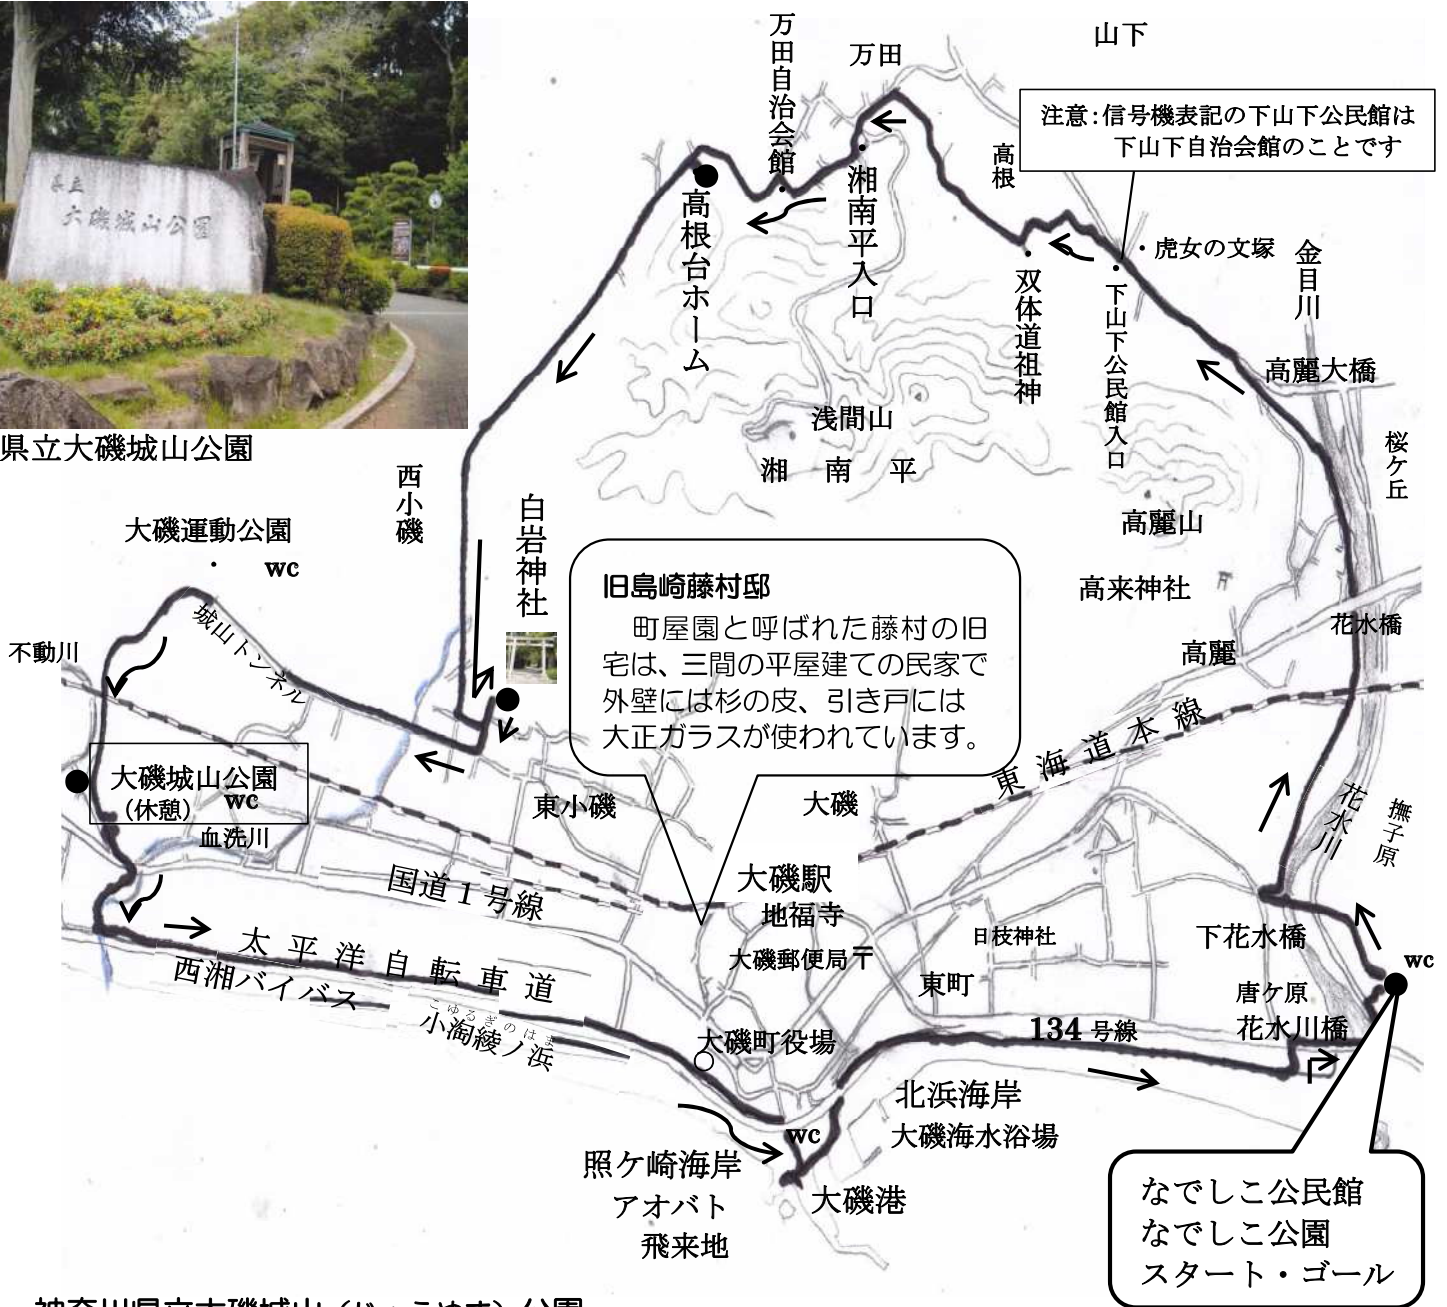 県立
大磯城山公園
県立大磯城山公園
万田自治会館
万田
山下
注意：信号機表記の下山下公民館は
下山下自治会館のことです
高根
湘南平入口
高根台ホーム
・虎女の文塚
金目川
双体道祖神
下山下公民館入口
高麗大橋
浅間山
湘南平
桜ケ丘
高麗山
西小磯
白岩神社
大磯運動公園
・ wc
城山トンネル
不動川
旧島崎藤村邸
町屋園と呼ばれた藤村の旧
宅は、三間の平屋建ての民家で
外壁には杉の皮、引き戸には
大正ガラスが使われています。
高来神社
花水橋
高麗
東海道本線
大磯城山公園
（休憩） wc
血洗川
東小磯
大磯
花水川
撫子原
国道１号線
大磯駅
地福寺
大磯郵便局〒
日枝神社
東町
下花水橋
wc
唐ケ原
花水川橋
134 号線
太平洋自転車道
西湘バイパス
こゆるぎのはま
小淘綾ノ浜
大磯町役場
北浜海岸
大磯海水浴場
wc
照ケ崎海岸
アオバト
飛来地
大磯港
なでしこ公民館
なでしこ公園
スタート・ゴール